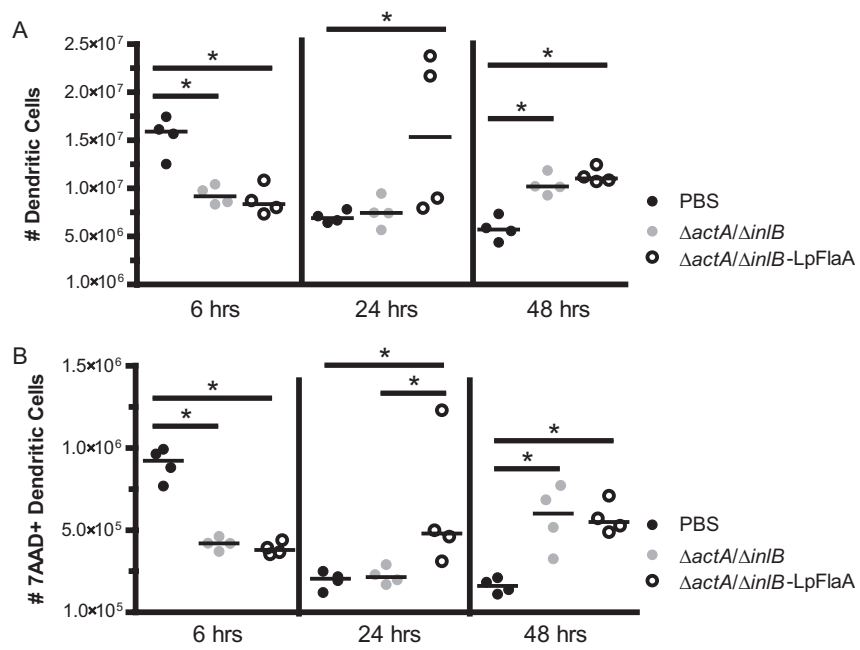 A
*
*
*
*
*
# Dendritic Cells
2.5×10⁷
2.0×10⁷
1.5×10⁷
1.0×10⁷
5.0×10⁶
1.0×10⁶
6 hrs 24 hrs 48 hrs
PBS
ΔactA/ΔinlB
ΔactA/ΔinlB-LpFlaA
B
*
*
*
*
*
*
# 7AAD+ Dendritic Cells
1.5×10⁶
1.0×10⁶
5.0×10⁵
1.0×10⁵
6 hrs 24 hrs 48 hrs
PBS
ΔactA/ΔinlB
ΔactA/ΔinlB-LpFlaA